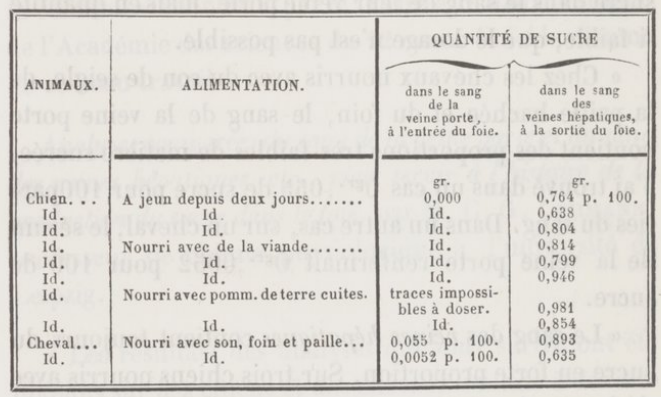 QUANTITÉ DE SUCRE
ANIMAUX. ALIMENTATION. dans le sang de la veine porte, à l'entrée du foie. dans le sang des veines hépatiques, à la sortie du foie.
gr. gr.
Chien... A jeun depuis deux jours....... 0,000 0,764 p. 100.
Id. Id. Id. 0,638
Id. Id. Id. 0,804
Id. Nourri avec de la viande....... Id. 0,814
Id. Id. Id. 0,799
Id. Id. Id. 0,946
Id. Nourri avec pomm. de terre cuites. traces impossi-
bles à doser. 0,981
Id. Id. Id. 0,854
Cheval.. Nourri avec son, foin et paille... 0,055 p. 100. 0,893
Id. Id. 0,0052 p. 100. 0,635